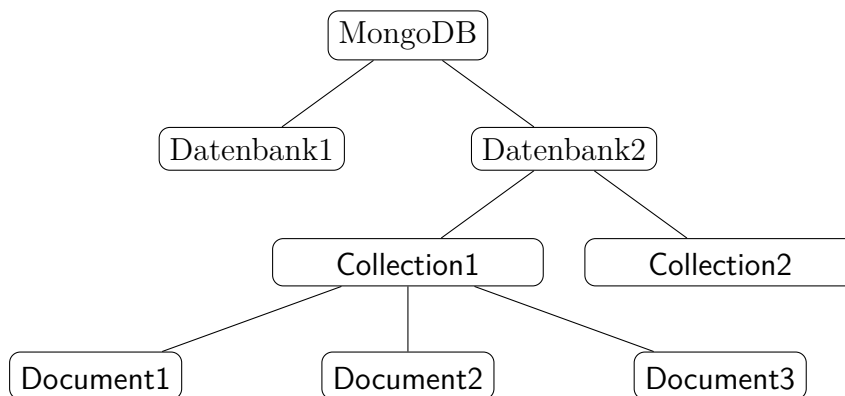 MongoDB
Datenbank1
Datenbank2
Collection1
Collection2
Document1
Document2
Document3